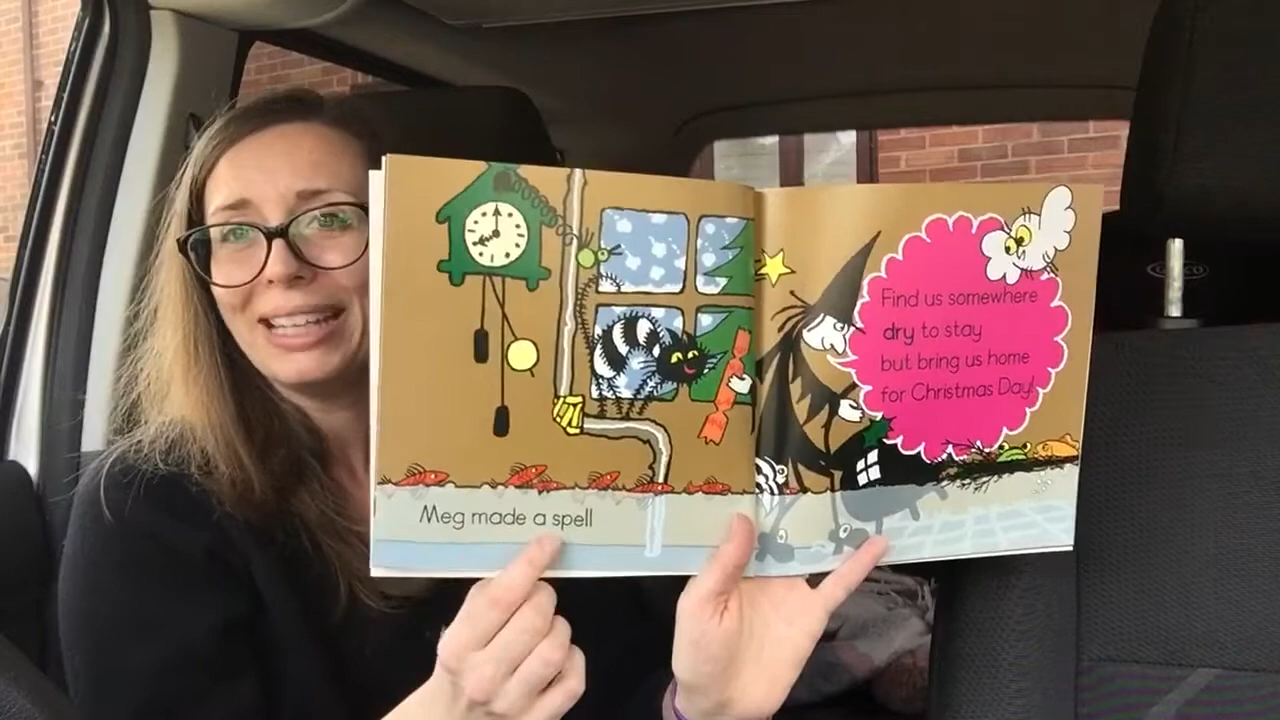 Meg made a spell
Find us somewhere
dry to stay
but bring us home
for Christmas Day!